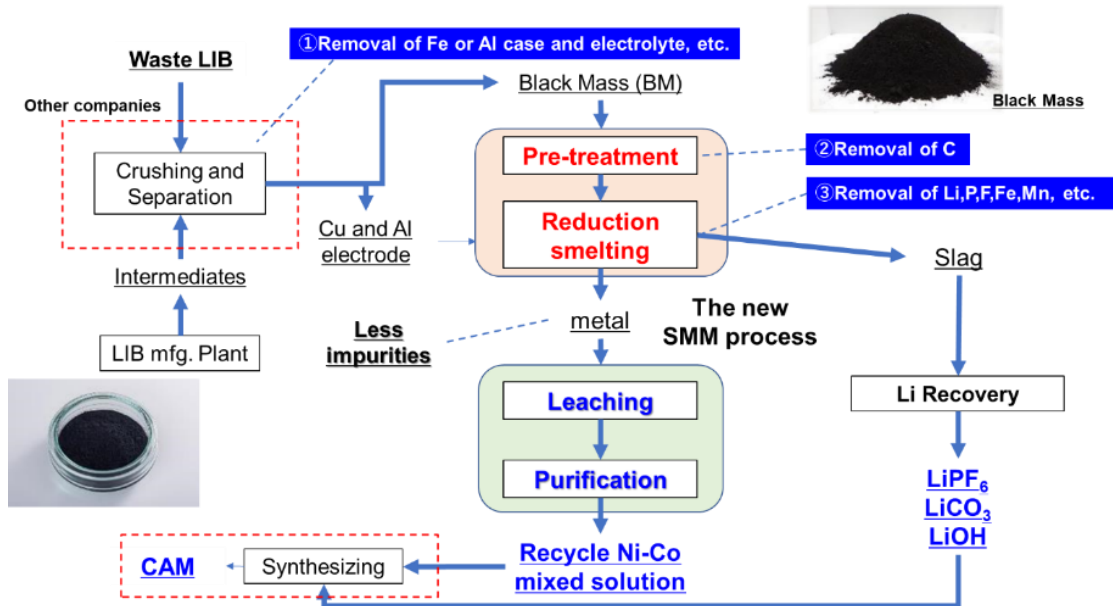 ①Removal of Fe or Al case and electrolyte, etc.
Waste LIB
Other companies
Crushing and
Separation
Black Mass (BM)
Black Mass
Pre-treatment
②Removal of C
③Removal of Li,P,F,Fe,Mn, etc.
Cu and Al
electrode
Reduction
smelting
Slag
Intermediates
LIB mfg. Plant
Less
impurities
metal
The new
SMM process
Leaching
Purification
Li Recovery
LiPF₆
LiCO₃
LiOH
CAM
Synthesizing
Recycle Ni-Co
mixed solution